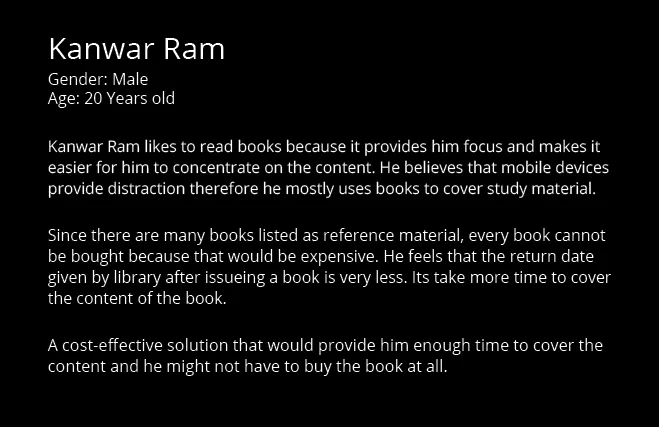 Kanwar Ram
Gender: Male
Age: 20 Years old
Kanwar Ram likes to read books because it provides him focus and makes it
easier for him to concentrate on the content. He believes that mobile devices
provide distraction therefore he mostly uses books to cover study material.
Since there are many books listed as reference material, every book cannot
be bought because that would be expensive. He feels that the return date
given by library after issueing a book is very less. Its take more time to cover
the content of the book.
A cost-effective solution that would provide him enough time to cover the
content and he might not have to buy the book at all.